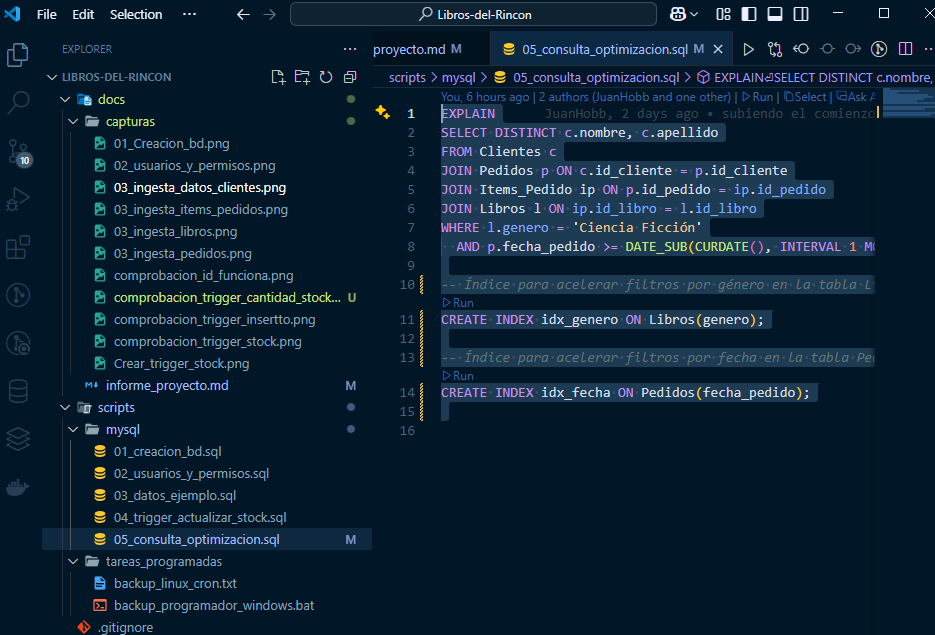 File Edit Selection ··· Libros-del-Rincon
EXPLORER ···
LIBROS-DEL-RINCON
docs
capturas
01_Creacion_bd.png
02_usuarios_y_permisos.png
03_ingesta_datos_clientes.png
03_ingesta_items_pedidos.png
03_ingesta_libros.png
03_ingesta_pedidos.png
comprobacion_id_funciona.png
comprobacion_trigger_cantidad_stock... U
comprobacion_trigger_insertto.png
comprobacion_trigger_stock.png
Crear_trigger_stock.png
informe_proyecto.md M
scripts
mysql
01_creacion_bd.sql
02_usuarios_y_permisos.sql
03_datos_ejemplo.sql
04_trigger_actualizar_stock.sql
05_consulta_optimizacion.sql M
tareas_programadas
backup_linux_cron.txt
backup_programador_windows.bat
.gitignore
10
proyecto.md M 05_consulta_optimizacion.sql M
scripts > mysql > 05_consulta_optimizacion.sql > EXPLAIN↵SELECT DISTINCT c.nombre,
You, 6 hours ago | 2 authors (JuanHobb and one other) | Run | Select | Ask
1 EXPLAIN JuanHobb, 2 days ago • subiendo el comienzo
2 SELECT DISTINCT c.nombre, c.apellido
3 FROM Clientes c
4 JOIN Pedidos p ON c.id_cliente = p.id_cliente
5 JOIN Items_Pedido ip ON p.id_pedido = ip.id_pedido
6 JOIN Libros l ON ip.id_libro = l.id_libro
7 WHERE l.genero = 'Ciencia Ficción'
8 AND p.fecha_pedido >= DATE_SUB(CURDATE(), INTERVAL 1 MO
9
10 -- Índice para acelerar filtros por género en la tabla L
Run
11 CREATE INDEX idx_genero ON Libros(genero);
12
13 -- Índice para acelerar filtros por fecha en la tabla Pe
Run
14 CREATE INDEX idx_fecha ON Pedidos(fecha_pedido);
15
16